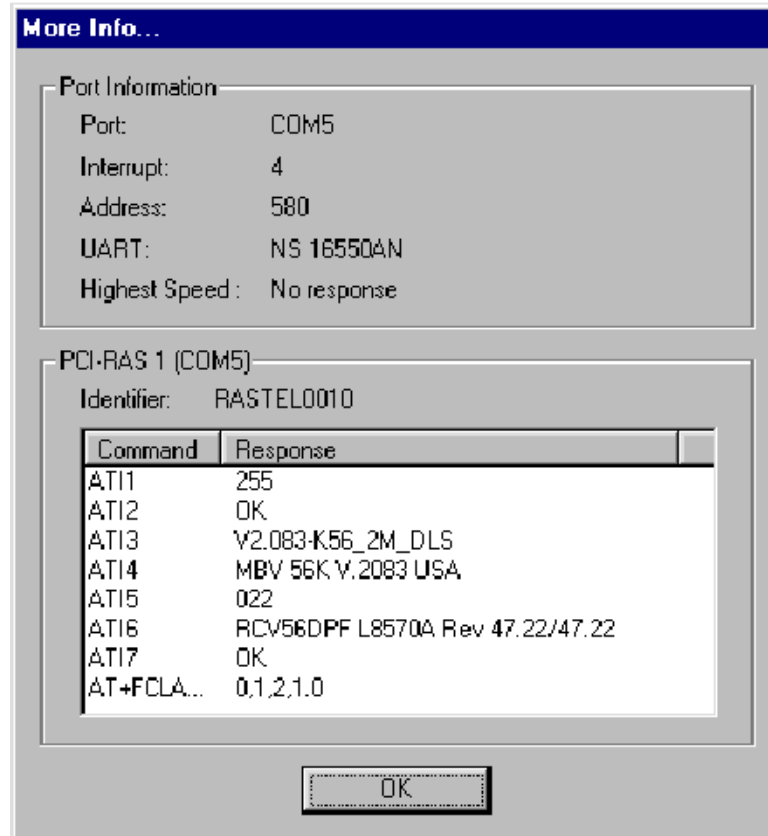 More Info...
Port Information
Port: COM5
Interrupt: 4
Address: 580
UART: NS 16550AN
Highest Speed : No response
PCI-RAS 1 (COM5)
Identifier: RASTEL0010
Command Response
ATI1 255
ATI2 OK
ATI3 V2.083-K56_2M_DLS
ATI4 MBV 56K V.2083 USA
ATI5 022
ATI6 RCV56DPF L8570A Rev 47.22/47.22
ATI7 OK
AT+FCLA... 0,1,2,1.0
OK